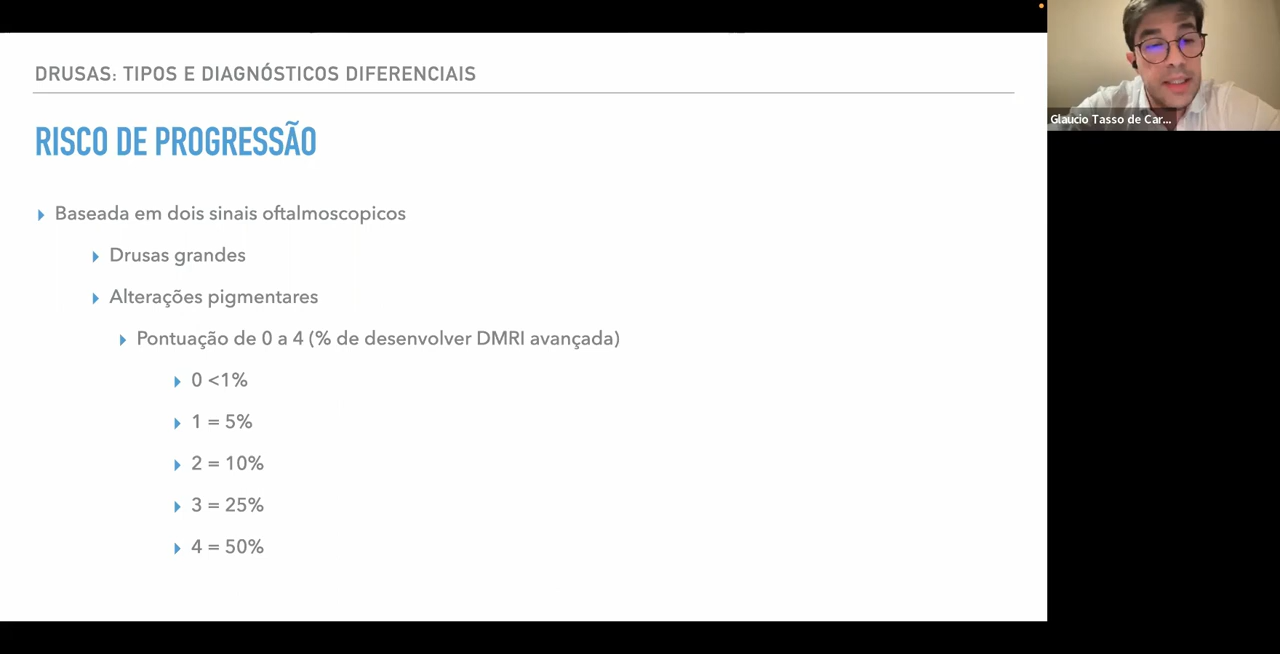 DRUSAS: TIPOS E DIAGNÓSTICOS DIFERENCIAIS
RISCO DE PROGRESSÃO
Baseada em dois sinais oftalmoscopicos
Drusas grandes
Alterações pigmentares
Pontuação de 0 a 4 (% de desenvolver DMRI avançada)
0 <1%
1 = 5%
2 = 10%
3 = 25%
4 = 50%
Glaucio Tasso de Car...